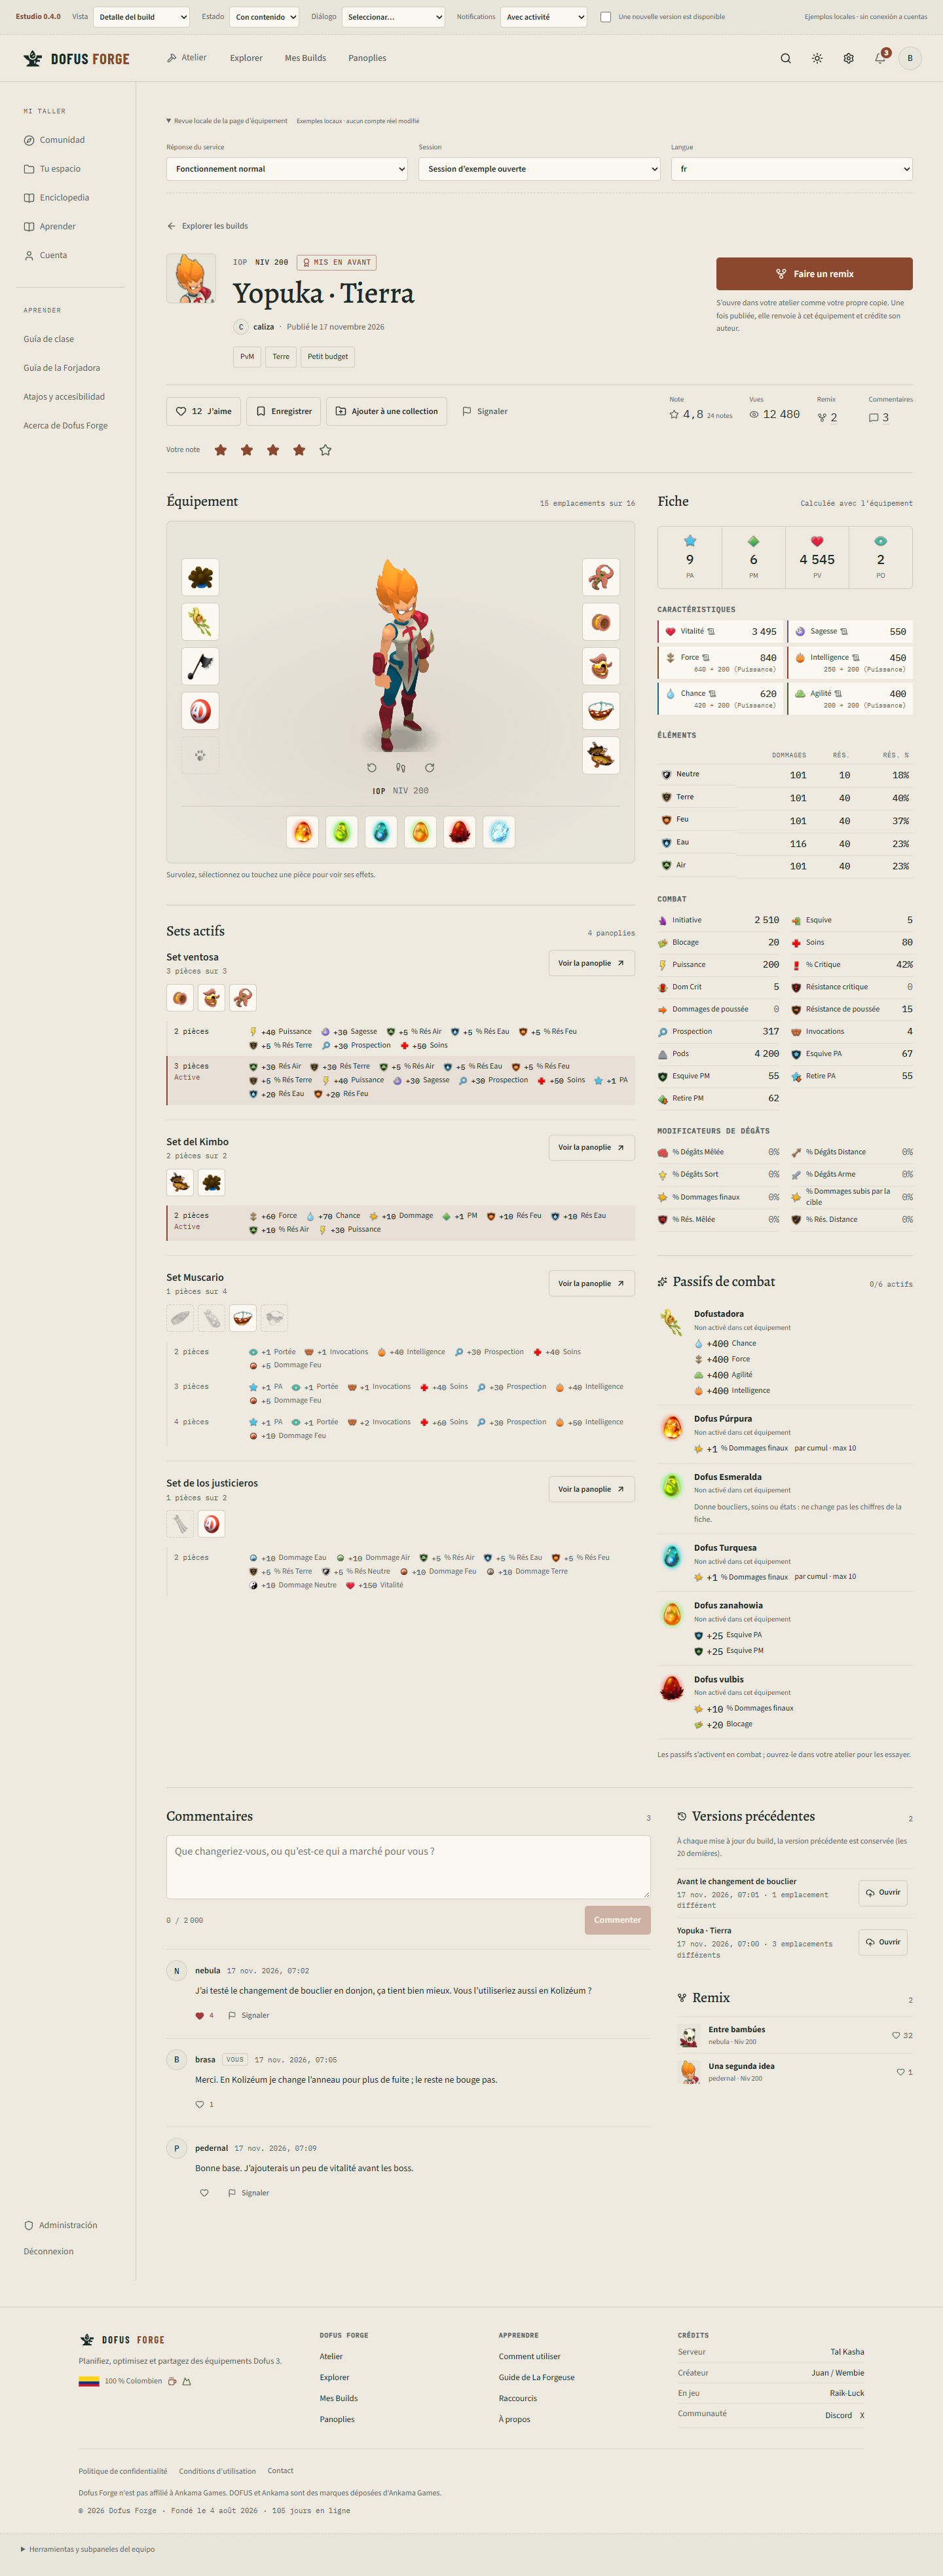 Estudio 0.4.0 Vista Detalle del build Estado Con contenido Diálogo Seleccionar... Notifications Avec activité Une nouvelle version est disponible Ejemplos locales · sin conexión a cuentas
DOFUS FORGE Atelier Explorer Mes Builds Panoplies 3 B
MI TALLER
Comunidad
Tu espacio
Enciclopedia
Aprender
Cuenta
APRENDER
Guía de clase
Guía de la Forjadora
Atajos y accesibilidad
Acerca de Dofus Forge
Administración
Déconnexion
▼ Revue locale de la page d'équipement Exemples locaux · aucun compte réel modifié
Réponse du service Session Langue
Fonctionnement normal Session d'exemple ouverte fr
Explorer les builds
IOP NIV 200 MIS EN AVANT
Yopuka · Tierra
C caliza · Publié le 17 novembre 2026
PvM Terre Petit budget
Faire un remix
S'ouvre dans votre atelier comme votre propre copie. Une
fois publiée, elle renvoie à cet équipement et crédite son
auteur.
12 J'aime Enregistrer Ajouter à une collection Signaler
Note Vues Remix Commentaires
4,8 24 notes 12 480 2 3
Votre note
Équipement 15 emplacements sur 16
IOP NIV 200
Survolez, sélectionnez ou touchez une pièce pour voir ses effets.
Sets actifs 4 panoplies
Set ventosa Voir la panoplie
3 pièces sur 3
2 pièces +40 Puissance +30 Sagesse +5 % Rés Air +5 % Rés Eau +5 % Rés Feu
+5 % Rés Terre +30 Prospection +50 Soins
3 pièces +30 Rés Air +30 Rés Terre +5 % Rés Air +5 % Rés Eau +5 % Rés Feu
Active +5 % Rés Terre +40 Puissance +30 Sagesse +30 Prospection +50 Soins +1 PA
+20 Rés Eau +20 Rés Feu
Set del Kimbo Voir la panoplie
2 pièces sur 2
2 pièces +60 Force +70 Chance +10 Dommage +1 PM +10 Rés Feu +10 Rés Eau
Active +10 % Rés Air +30 Puissance
Set Muscario Voir la panoplie
1 pièces sur 4
2 pièces +1 Portée +1 Invocations +40 Intelligence +30 Prospection +40 Soins
+5 Dommage Feu
3 pièces +1 PA +1 Portée +1 Invocations +40 Soins +30 Prospection +40 Intelligence
+5 Dommage Feu
4 pièces +1 PA +1 Portée +2 Invocations +60 Soins +30 Prospection +50 Intelligence
+10 Dommage Feu
Set de los justicieros Voir la panoplie
1 pièces sur 2
2 pièces +10 Dommage Eau +10 Dommage Air +5 % Rés Air +5 % Rés Eau +5 % Rés Feu
+5 % Rés Terre +5 % Rés Neutre +10 Dommage Feu +10 Dommage Terre
+10 Dommage Neutre +150 Vitalité
Fiche Calculée avec l'équipement
9 6 4 545 2
PA PM PV PO
CARACTÉRISTIQUES
Vitalité 3 495 Sagesse 550
Force 840 Intelligence 450
640 + 200 (Puissance) 250 + 200 (Puissance)
Chance 620 Agilité 400
420 + 200 (Puissance) 200 + 200 (Puissance)
ÉLÉMENTS
DOMMAGES RÉS. RÉS. %
Neutre 101 10 18%
Terre 101 40 40%
Feu 101 40 37%
Eau 116 40 23%
Air 101 40 23%
COMBAT
Initiative 2 510 Esquive 5
Blocage 20 Soins 80
Puissance 200 % Critique 42%
Dom Crit 5 Résistance critique 0
Dommages de poussée 0 Résistance de poussée 15
Prospection 317 Invocations 4
Pods 4 200 Esquive PA 67
Esquive PM 55 Retire PA 55
Retire PM 62
MODIFICATEURS DE DÉGÂTS
% Dégâts Mêlée 0% % Dégâts Distance 0%
% Dégâts Sort 0% % Dégâts Arme 0%
% Dommages finaux 0% % Dommages subis par la cible 0%
% Rés. Mêlée 0% % Rés. Distance 0%
Passifs de combat 0/6 actifs
Dofustadora
Non activé dans cet équipement
+400 Chance
+400 Force
+400 Agilité
+400 Intelligence
Dofus Púrpura
Non activé dans cet équipement
+1 % Dommages finaux par cumul · max 10
Dofus Esmeralda
Non activé dans cet équipement
Donne boucliers, soins ou états : ne change pas les chiffres de la
fiche.
Dofus Turquesa
Non activé dans cet équipement
+1 % Dommages finaux par cumul · max 10
Dofus zanahowia
Non activé dans cet équipement
+25 Esquive PA
+25 Esquive PM
Dofus vulbis
Non activé dans cet équipement
+10 % Dommages finaux
+20 Blocage
Les passifs s'activent en combat ; ouvrez-le dans votre atelier pour les essayer.
Commentaires 3
Que changeriez-vous, ou qu'est-ce qui a marché pour vous ?
0 / 2 000 Commenter
N nebula 17 nov. 2026, 07:02
J'ai testé le changement de bouclier en donjon, ça tient bien mieux. Vous l'utiliseriez aussi en Kolizéum ?
4 Signaler
B brasa VOUS 17 nov. 2026, 07:05
Merci. En Kolizéum je change l'anneau pour plus de fuite ; le reste ne bouge pas.
1
P pedernal 17 nov. 2026, 07:09
Bonne base. J'ajouterais un peu de vitalité avant les boss.
Signaler
Versions précédentes 2
À chaque mise à jour du build, la version précédente est conservée (les
20 dernières).
Avant le changement de bouclier
17 nov. 2026, 07:01 · 1 emplacement
différent
Ouvrir
Yopuka · Tierra
17 nov. 2026, 07:00 · 3 emplacements
différents
Ouvrir
Remix 2
Entre bambúes
nebula · Niv 200
32
Una segunda idea
pedernal · Niv 200
1
DOFUS FORGE
Planifiez, optimisez et partagez des équipements Dofus 3.
100 % Colombien
DOFUS FORGE
Atelier
Explorer
Mes Builds
Panoplies
APPRENDRE
Comment utiliser
Guide de La Forgeuse
Raccourcis
À propos
CRÉDITS
Serveur Tal Kasha
Créateur Juan / Wembie
En jeu Raik-Luck
Communauté Discord X
Politique de confidentialité Conditions d'utilisation Contact
Dofus Forge n'est pas affilié à Ankama Games. DOFUS et Ankama sont des marques déposées d'Ankama Games.
© 2026 Dofus Forge · Fondé le 4 août 2026 · 105 jours en ligne
▶ Herramientas y subpaneles del equipo